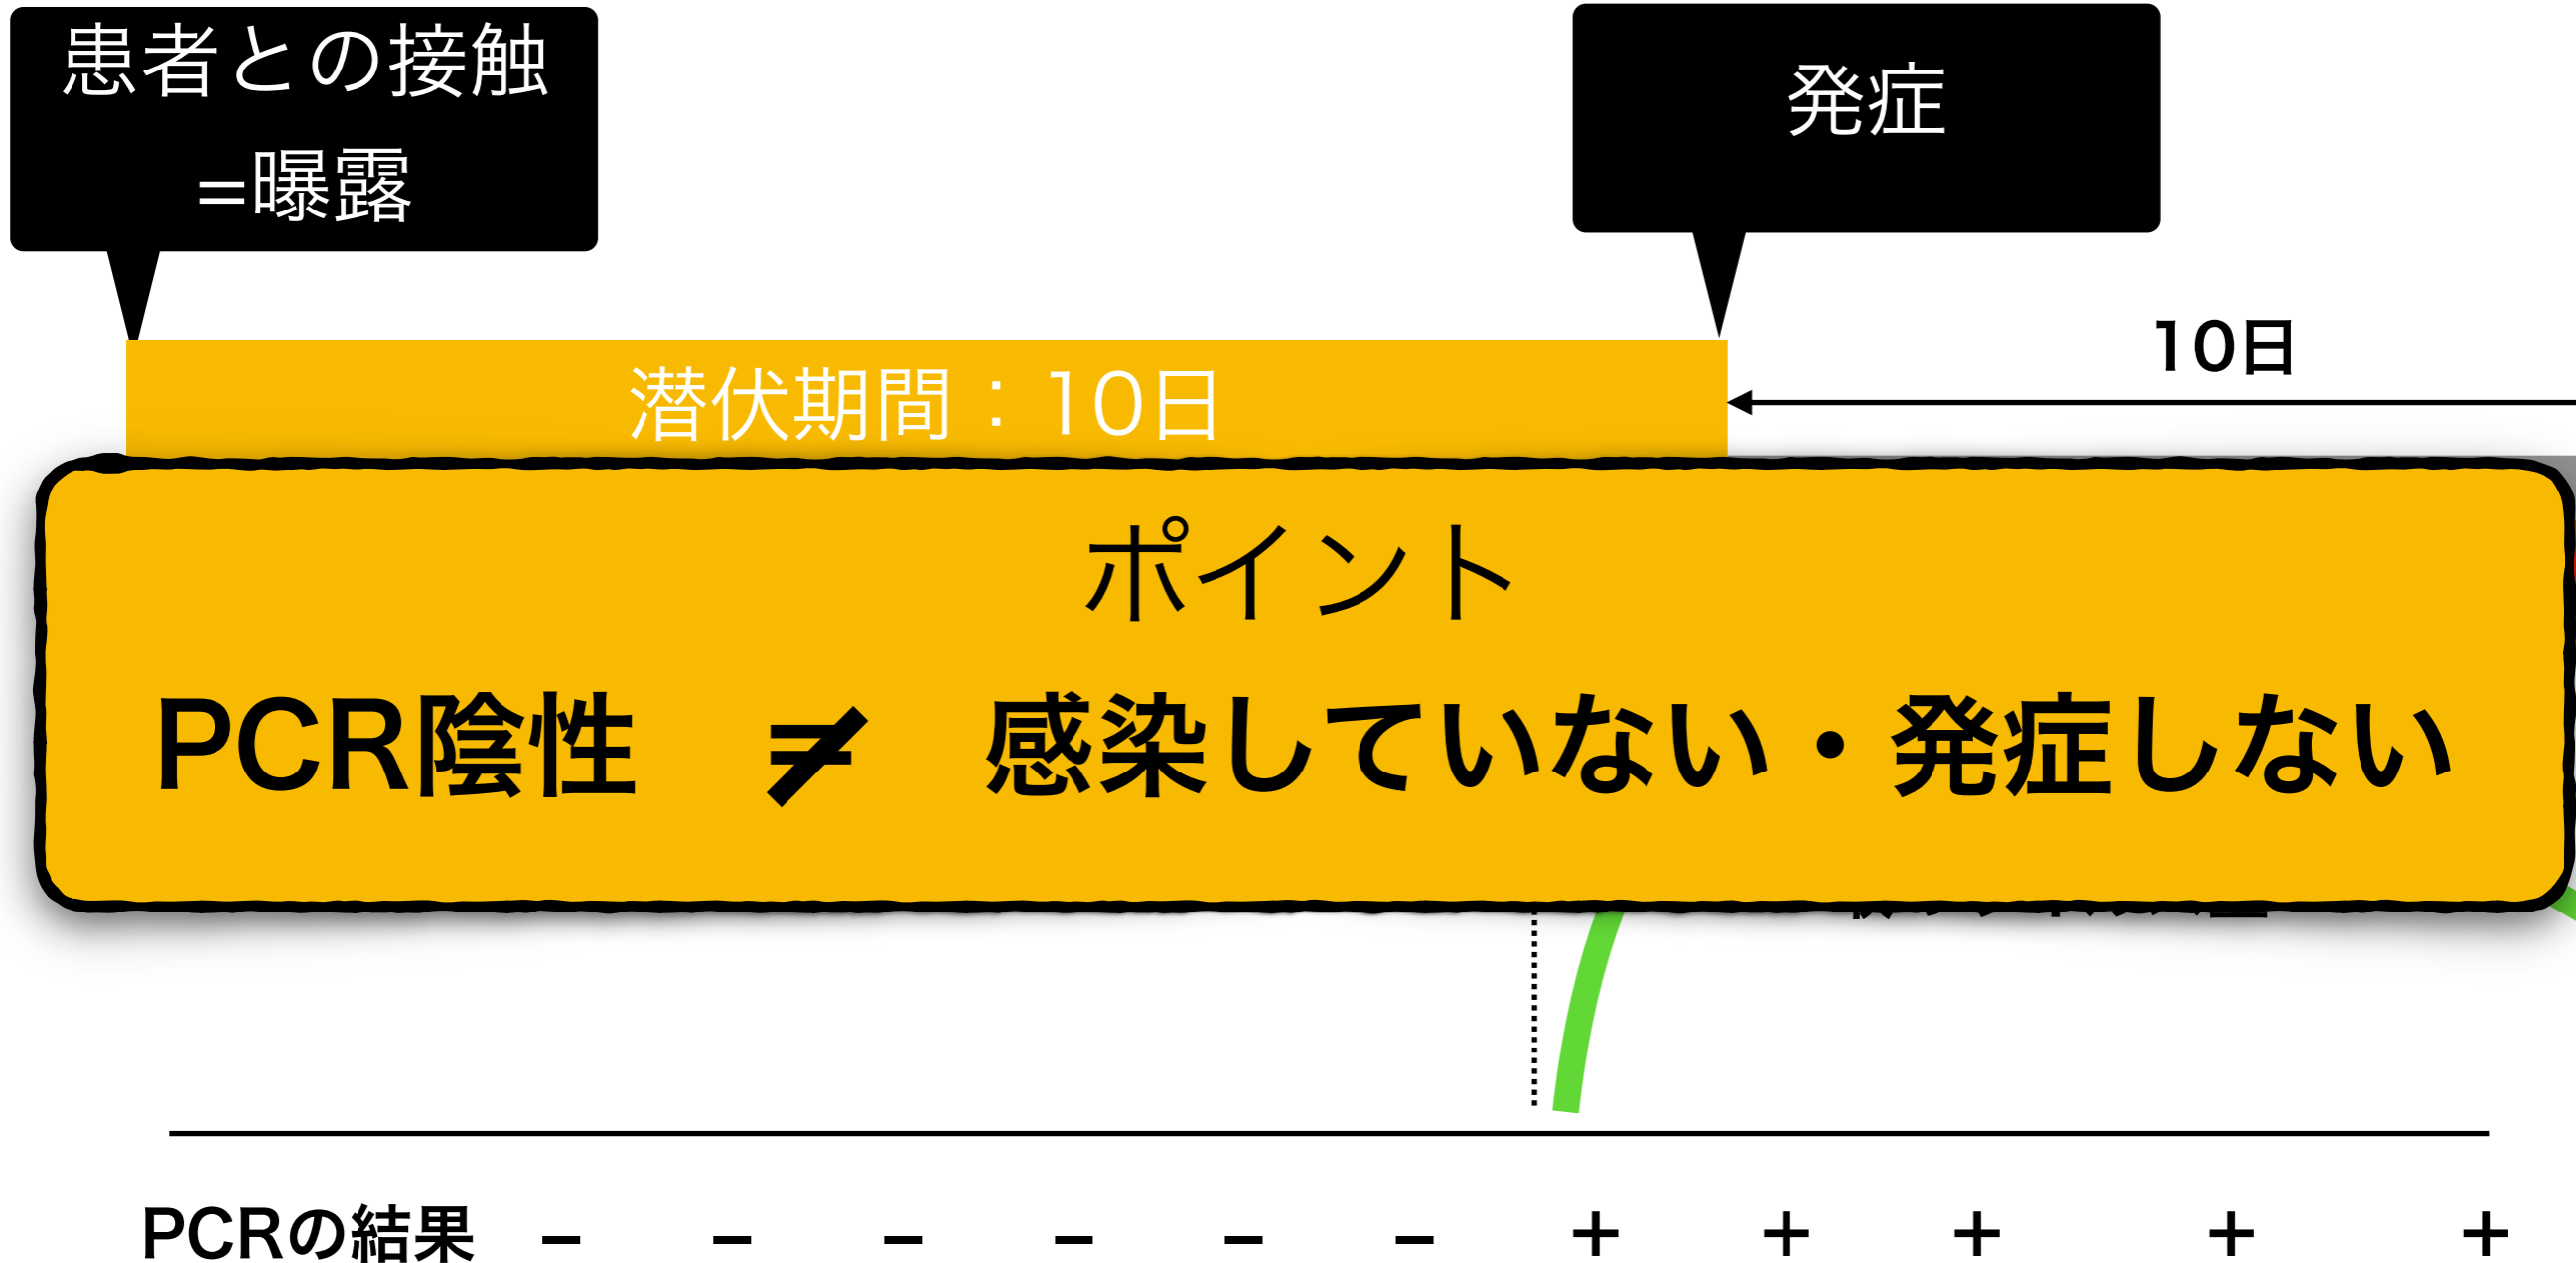 患者との接触
=曝露
発症
10日
潜伏期間：10日
ポイント
PCR陰性 ≠ 感染していない・発症しない
PCRの結果 - - - - - - + + + + +